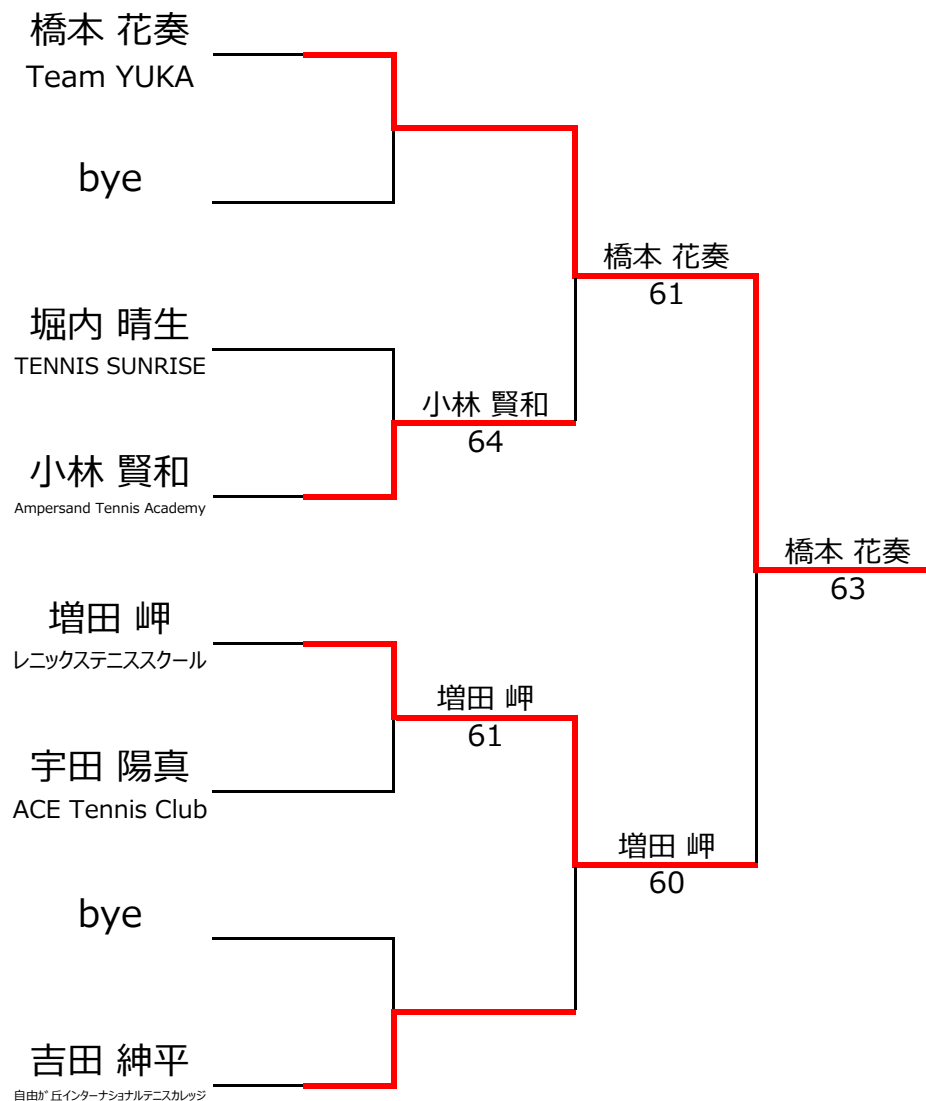 橋本 花奏
Team YUKA
bye
橋本 花奏
61
堀内 晴生
TENNIS SUNRISE
小林 賢和
64
小林 賢和
Ampersand Tennis Academy
橋本 花奏
63
増田 岬
レニックステニススクール
増田 岬
61
宇田 陽真
ACE Tennis Club
増田 岬
60
bye
吉田 紳平
自由が丘インターナショナルテニスカレッジ